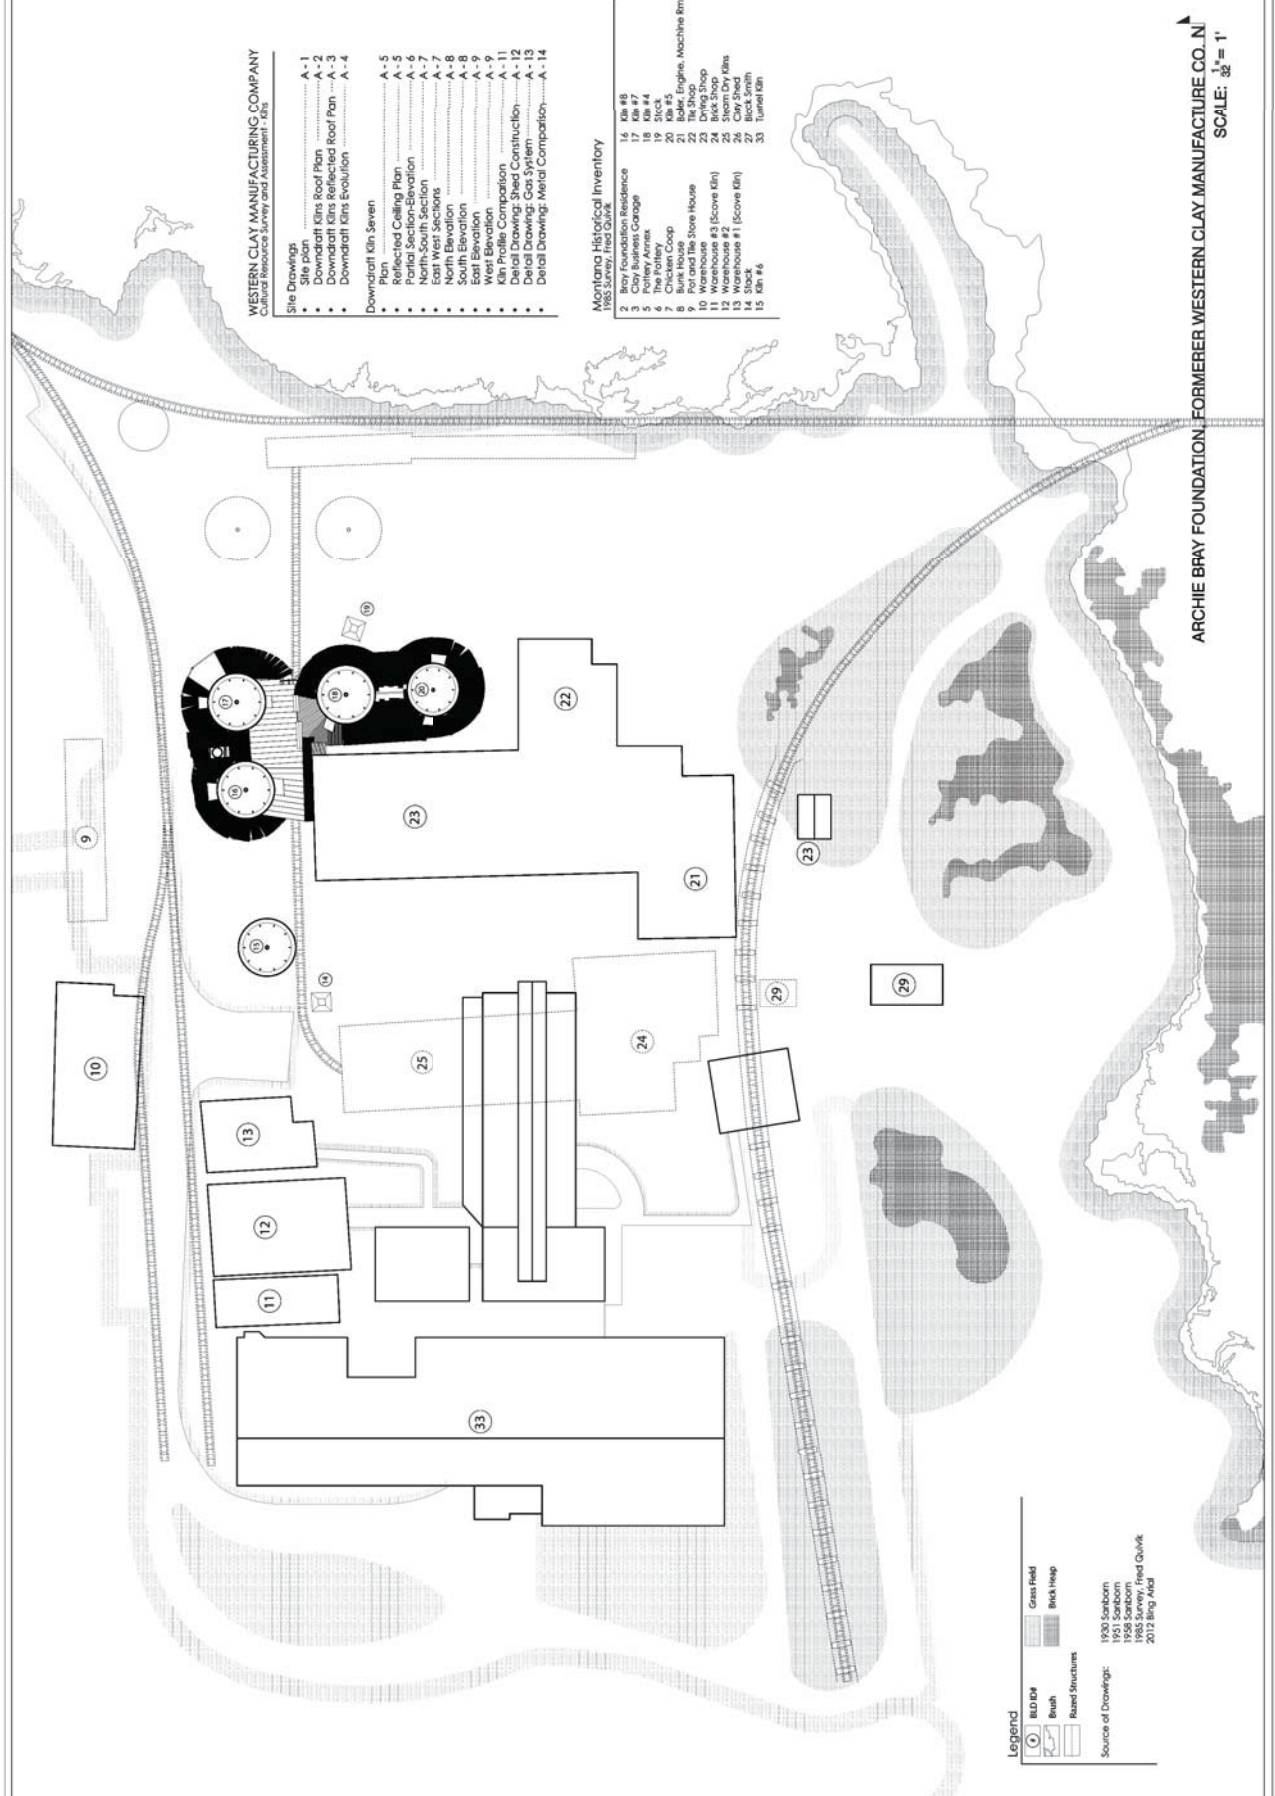 WESTERN CLAY MANUFACTURING COMPANY
Cultural Resource Survey and Assessment - Kilns
Site Drawings
• Site plan A - 1
• Downdraft Kilns Roof Plan A - 2
• Downdraft Kilns Reflected Roof Pan A - 3
• Downdraft Kilns Evolution A - 4
Downdraft Kiln Seven
• Plan A - 5
• Reflected Ceiling Plan A - 5
• Partial Section-Elevation A - 6
• North-South Section A - 7
• East West Sections A - 7
• North Elevation A - 8
• South Elevation A - 8
• East Elevation A - 9
• West Elevation A - 9
• Kiln Profile Comparison A - 11
• Detail Drawing: Shed Construction A - 12
• Detail Drawing: Gas System A - 13
• Detail Drawing: Metal Comparison A - 14
Montana Historical Inventory
1985 Survey, Fred Quivik
2 Bray Foundation Residence
3 Clay Business Garage
5 Pottery Annex
6 The Pottery
7 Chicken Coop
8 Bunk House
9 Pot and Tile Store House
10 Warehouse
11 Warehouse #3 (Scove Kiln)
12 Warehouse #2
13 Warehouse #1 (Scove Kiln)
14 Stack
15 Kiln #6
16 Kiln #8
17 Kiln #7
18 Kiln #4
19 Stack
20 Kiln #5
21 Boiler, Engine, Machine Rm
22 Tile Shop
23 Drying Shop
24 Brick Shop
25 Steam Dry Kilns
26 Clay Shed
27 Black Smith
33 Tunnel Kiln
9
10
17
16
15
19
18
20
14
13
12
11
23
22
21
25
24
33
23
29
29
Legend
# BLD ID#
Brush
Razed Structures
Grass Field
Brick Heap
Source of Drawings:
1930 Sanborn
1951 Sanborn
1958 Sanborn
1985 Survey, Fred Quivik
2012 Bing Arial
ARCHIE BRAY FOUNDATION, FORMERER WESTERN CLAY MANUFACTURE CO. N
SCALE: 1"/32 = 1'